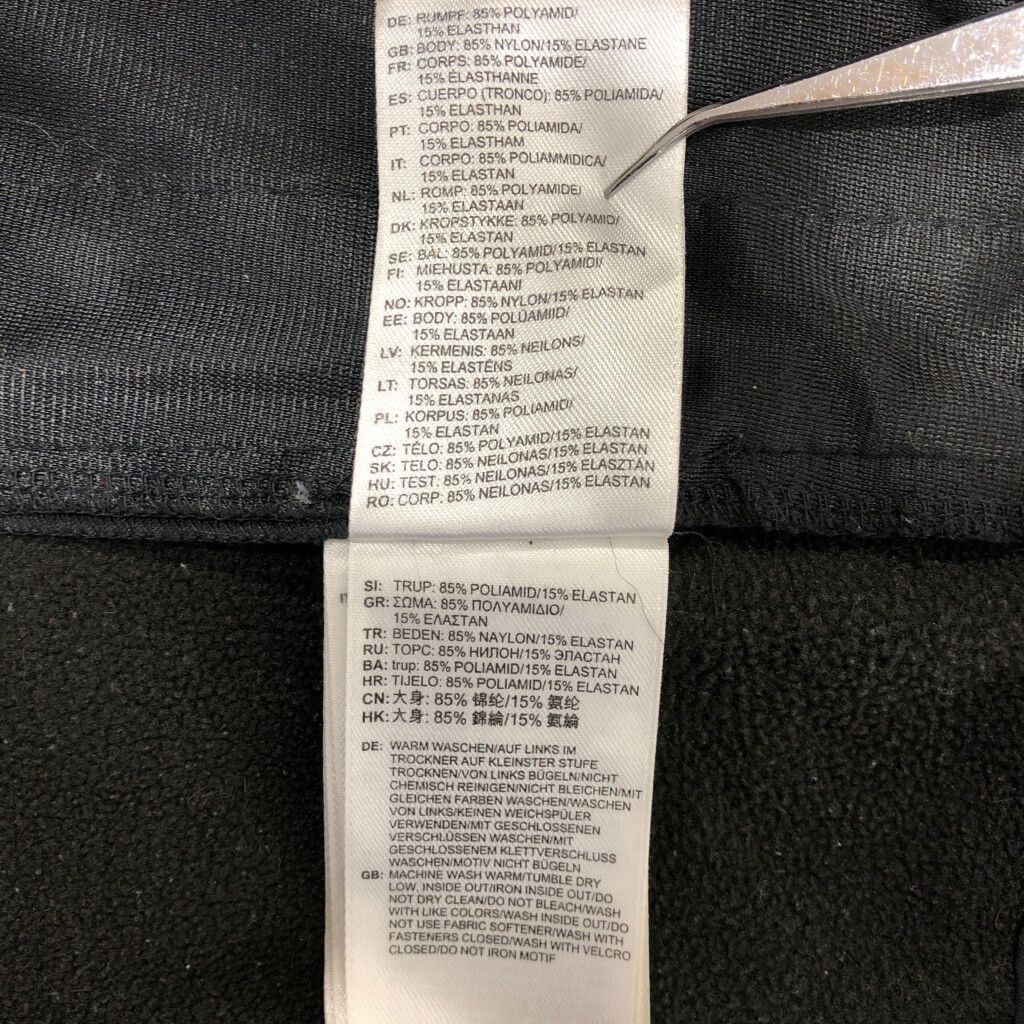 DE: RUMPF: 85% POLYAMID/
15% ELASTHAN
GB: BODY: 85% NYLON/15% ELASTANE
FR: CORPS: 85% POLYAMIDE/
15% ÉLASTHANNE
ES: CUERPO (TRONCO): 85% POLIAMIDA/
15% ELASTHAN
PT: CORPO: 85% POLIAMIDA/
15% ELASTHAM
IT: CORPO: 85% POLIAMMIDICA/
15% ELASTAN
NL: ROMP: 85% POLYAMIDE/
15% ELASTAAN
DK: KROPSTYKKE: 85% POLYAMID/
15% ELASTAN
SE: BÅL: 85% POLYAMID/15% ELASTAN
FI: MIEHUSTA: 85% POLYAMIDI/
15% ELASTAANI
NO: KROPP: 85% NYLON/15% ELASTAN
EE: BODY: 85% POLÜAMIID/
15% ELASTAAN
LV: KERMENIS: 85% NEILONS/
15% ELASTĒNS
LT: TORSAS: 85% NEILONAS/
15% ELASTANAS
PL: KORPUS: 85% POLIAMID/
15% ELASTAN
CZ: TĚLO: 85% POLYAMID/15% ELASTAN
SK: TELO: 85% NEILONAS/15% ELASTAN
HU: TEST: 85% NEILONAS/15% ELASZTÁN
RO: CORP: 85% NEILONAS/15% ELASTAN
SI: TRUP: 85% POLIAMID/15% ELASTAN
GR: ΣΩΜΑ: 85% ΠΟΛΥΑΜΙΔΙΟ/
15% ΕΛΑΣΤΑΝ
TR: BEDEN: 85% NAYLON/15% ELASTAN
RU: ТОРС: 85% НИЛОН/15% ЭЛАСТАН
BA: trup: 85% POLIAMID/15% ELASTAN
HR: TIJELO: 85% POLIAMID/15% ELASTAN
CN: 大身: 85% 锦纶/15% 氨纶
HK: 大身: 85% 錦綸/15% 氨綸
DE: WARM WASCHEN/AUF LINKS IM
TROCKNER AUF KLEINSTER STUFE
TROCKNEN/VON LINKS BÜGELN/NICHT
CHEMISCH REINIGEN/NICHT BLEICHEN/MIT
GLEICHEN FARBEN WASCHEN/WASCHEN
VON LINKS/KEINEN WEICHSPÜLER
VERWENDEN/MIT GESCHLOSSENEN
VERSCHLÜSSEN WASCHEN/MIT
GESCHLOSSENEM KLETTVERSCHLUSS
WASCHEN/MOTIV NICHT BÜGELN
GB: MACHINE WASH WARM/TUMBLE DRY
LOW, INSIDE OUT/IRON INSIDE OUT/DO
NOT DRY CLEAN/DO NOT BLEACH/WASH
WITH LIKE COLORS/WASH INSIDE OUT/DO
NOT USE FABRIC SOFTENER/WASH WITH
FASTENERS CLOSED/WASH WITH VELCRO
CLOSED/DO NOT IRON MOTIF